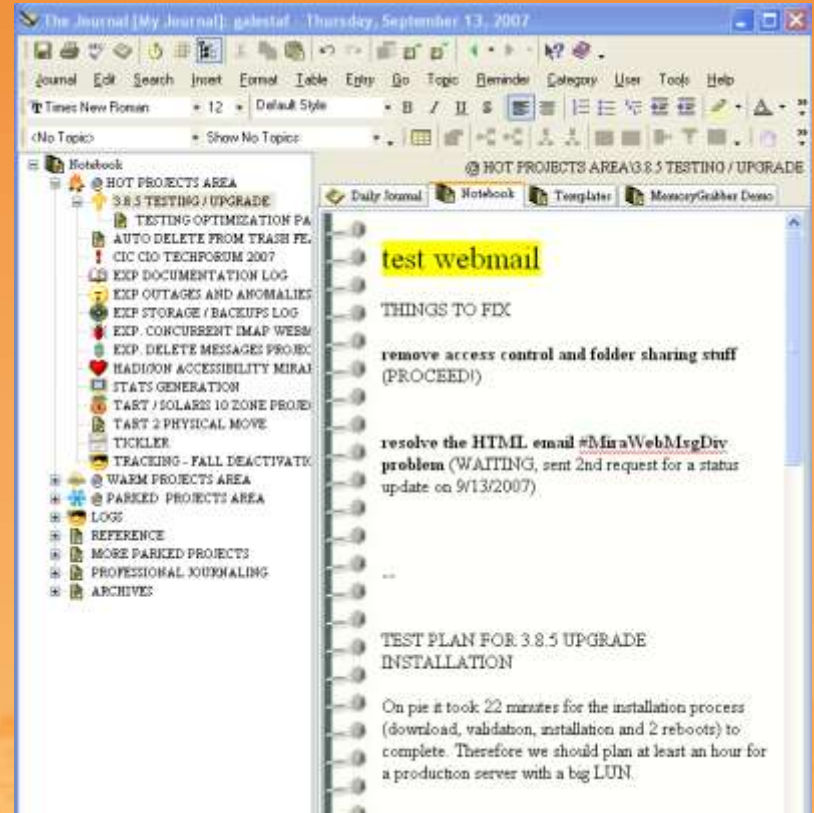 The Journal [My Journal]: galestaf - Thursday, September 13, 2007
Journal Edit Search Insert Format Table Entry Go Topic Reminder Category User Tools Help
Times New Roman 12 Default Style B I U S A
<No Topic> Show No Topics
Notebook
@ HOT PROJECTS AREA
3.8.5 TESTING / UPGRADE
TESTING OPTIMIZATION PA
AUTO DELETE FROM TRASH FE
CIC CIO TECHFORUM 2007
EXP DOCUMENTATION LOG
EXP OUTAGES AND ANOMALIES
EXP STORAGE / BACKUPS LOG
EXP. CONCURRENT IMAP WEBM
EXP. DELETE MESSAGES PROJEC
HADI/JON ACCESSIBILITY MIRA
STATS GENERATION
TART / SOLARIS 10 ZONE PROJE
TART 2 PHYSICAL MOVE
TICKLER
TRACKING - FALL DEACTIVATI
@ WARM PROJECTS AREA
@ PARKED PROJECTS AREA
LOGS
REFERENCE
MORE PARKED PROJECTS
PROFESSIONAL JOURNALING
ARCHIVES
@ HOT PROJECTS AREA\3.8.5 TESTING / UPGRADE
Daily Journal Notebook Templates MemoryGrabber Demo
test webmail
THINGS TO FIX
remove access control and folder sharing stuff
(PROCEED!)
resolve the HTML email #MiraWebMsgDiv
problem (WAITING, sent 2nd request for a status
update on 9/13/2007)
--
TEST PLAN FOR 3.8.5 UPGRADE
INSTALLATION
On pie it took 22 minutes for the installation process
(download, validation, installation and 2 reboots) to
complete. Therefore we should plan at least an hour for
a production server with a big LUN.